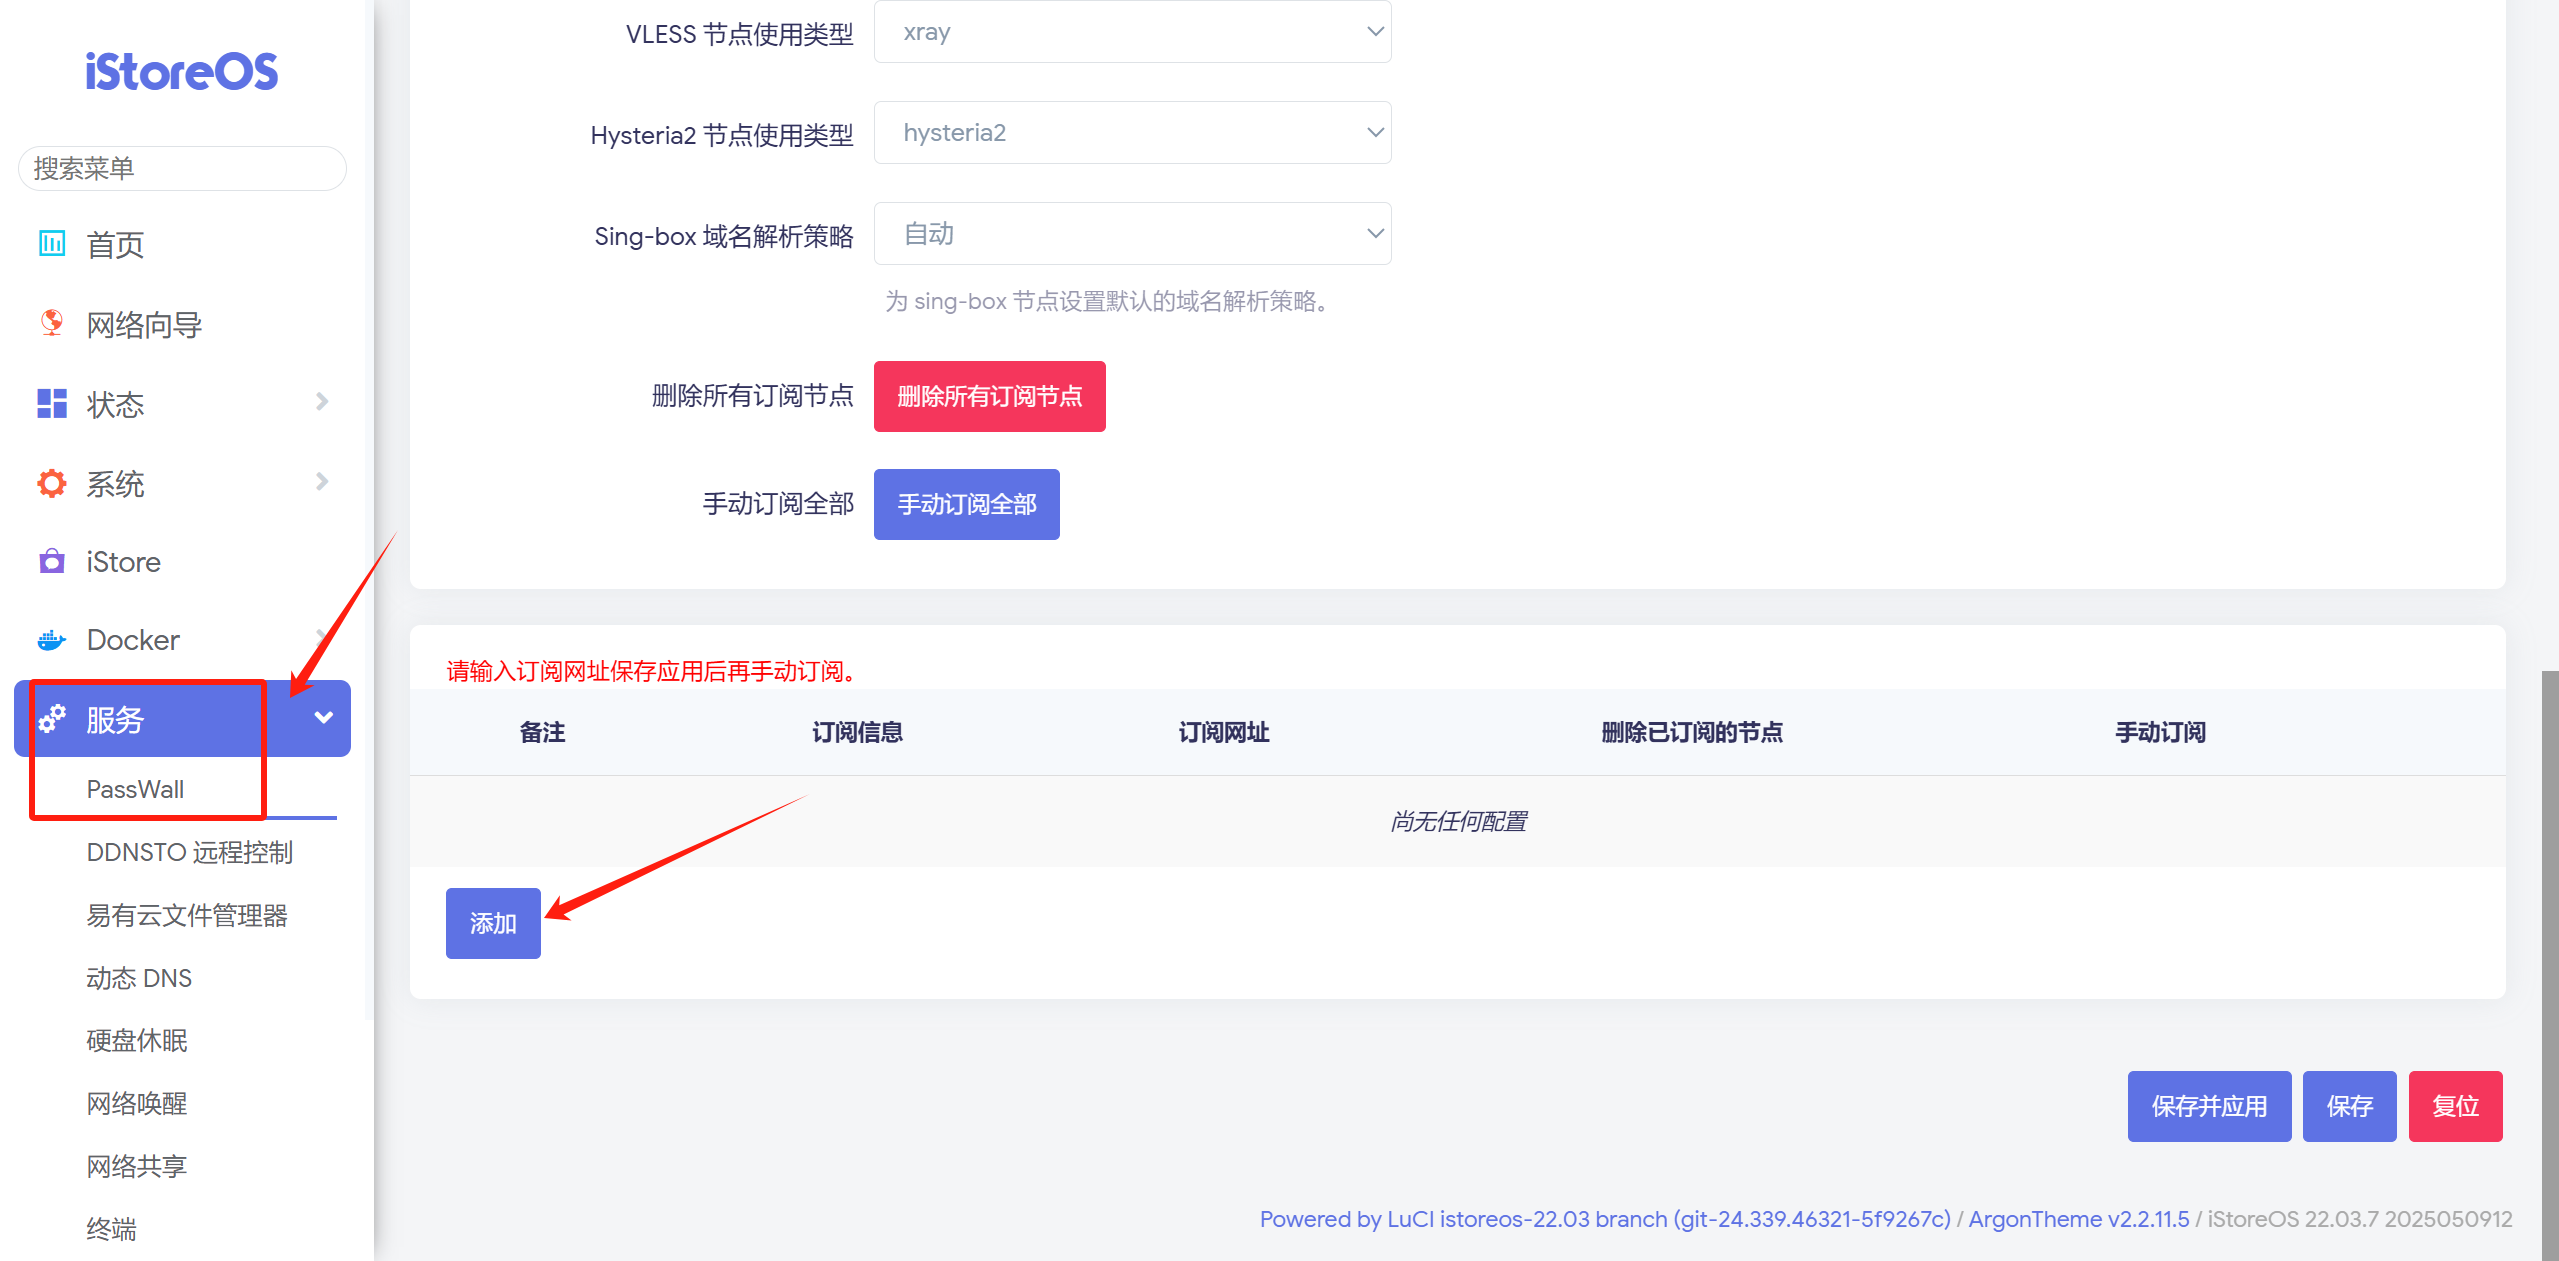 iStoreOS
搜索菜单
首页
网络向导
状态
系统
iStore
Docker
服务
PassWall
DDNSTO 远程控制
易有云文件管理器
动态 DNS
硬盘休眠
网络唤醒
网络共享
终端
VLESS 节点使用类型 xray
Hysteria2 节点使用类型 hysteria2
Sing-box 域名解析策略 自动
为 sing-box 节点设置默认的域名解析策略。
删除所有订阅节点 删除所有订阅节点
手动订阅全部 手动订阅全部
请输入订阅网址保存应用后再手动订阅。
备注 订阅信息 订阅网址 删除已订阅的节点 手动订阅
尚无任何配置
添加
保存并应用 保存 复位
Powered by LuCI istoreos-22.03 branch (git-24.339.46321-5f9267c) / ArgonTheme v2.2.11.5 / iStoreOS 22.03.7 2025050912